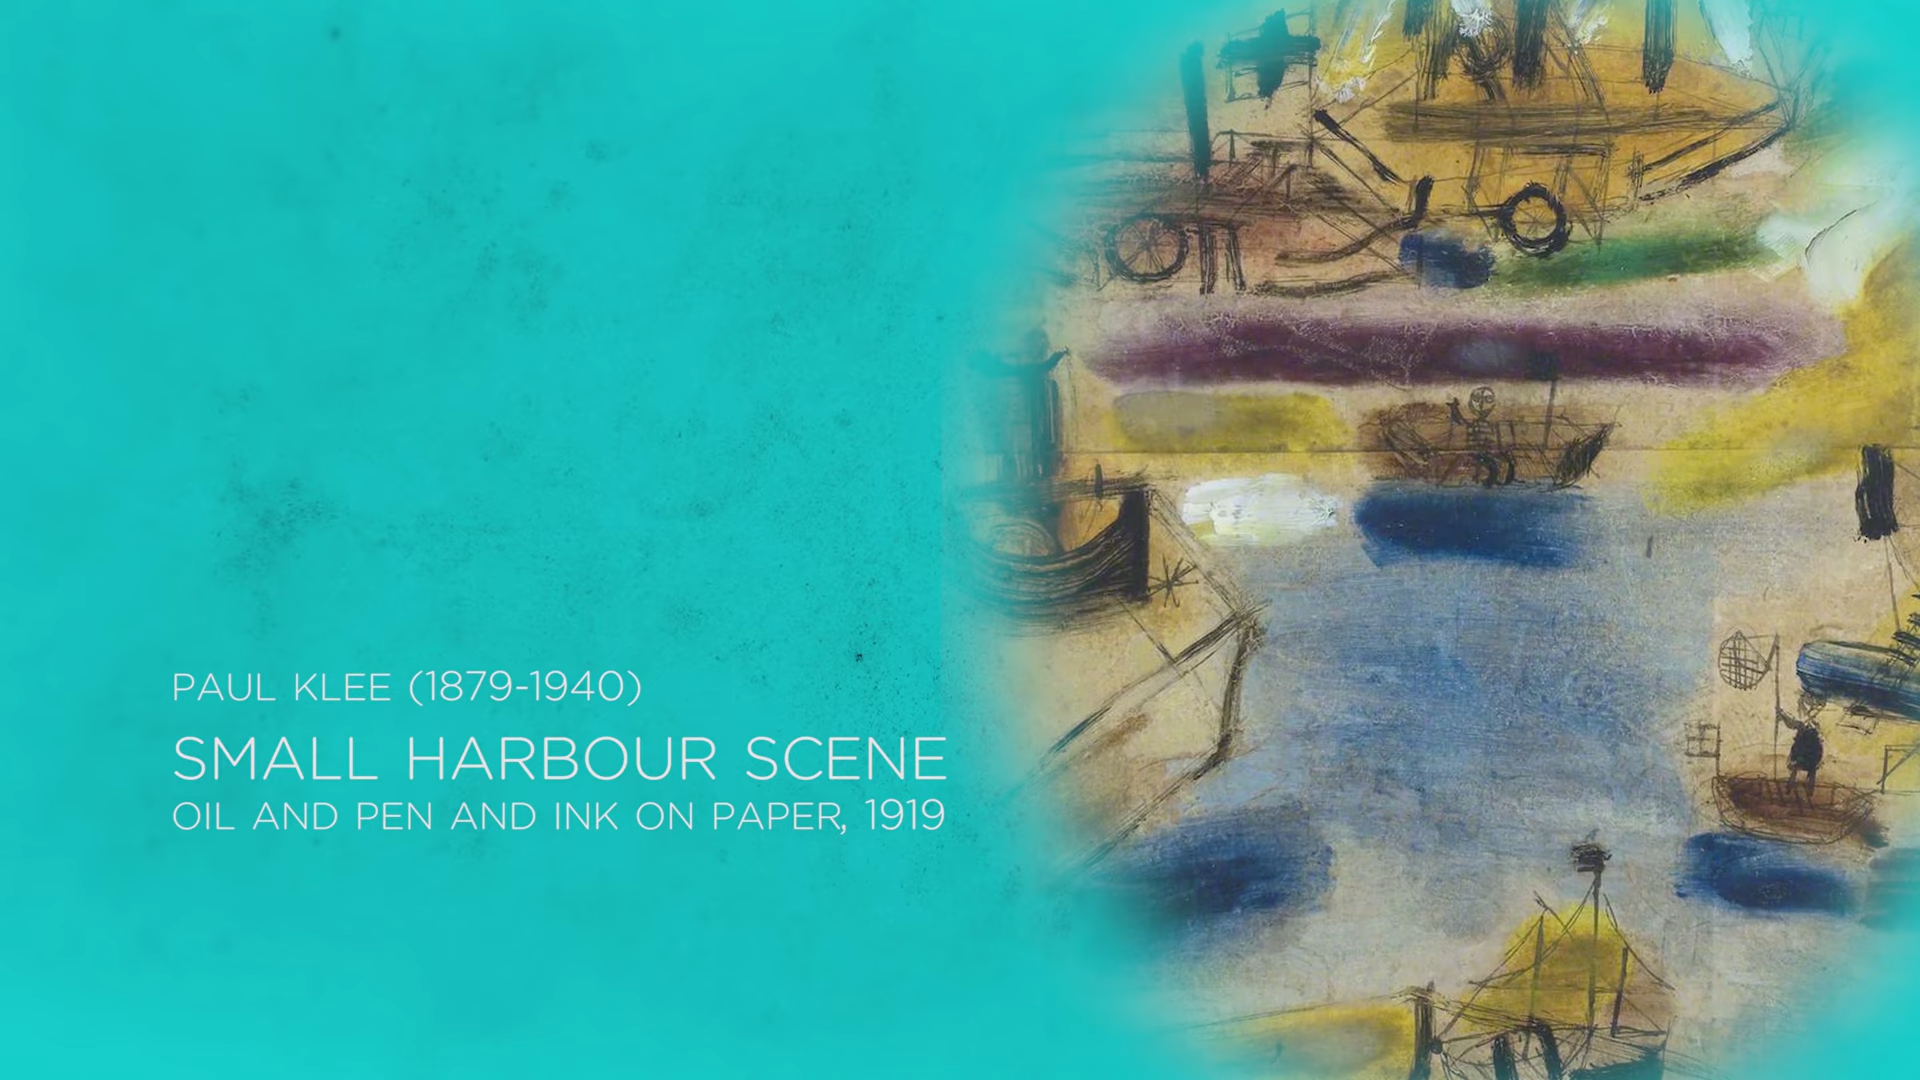 PAUL KLEE (1879-1940)
SMALL HARBOUR SCENE
OIL AND PEN AND INK ON PAPER, 1919